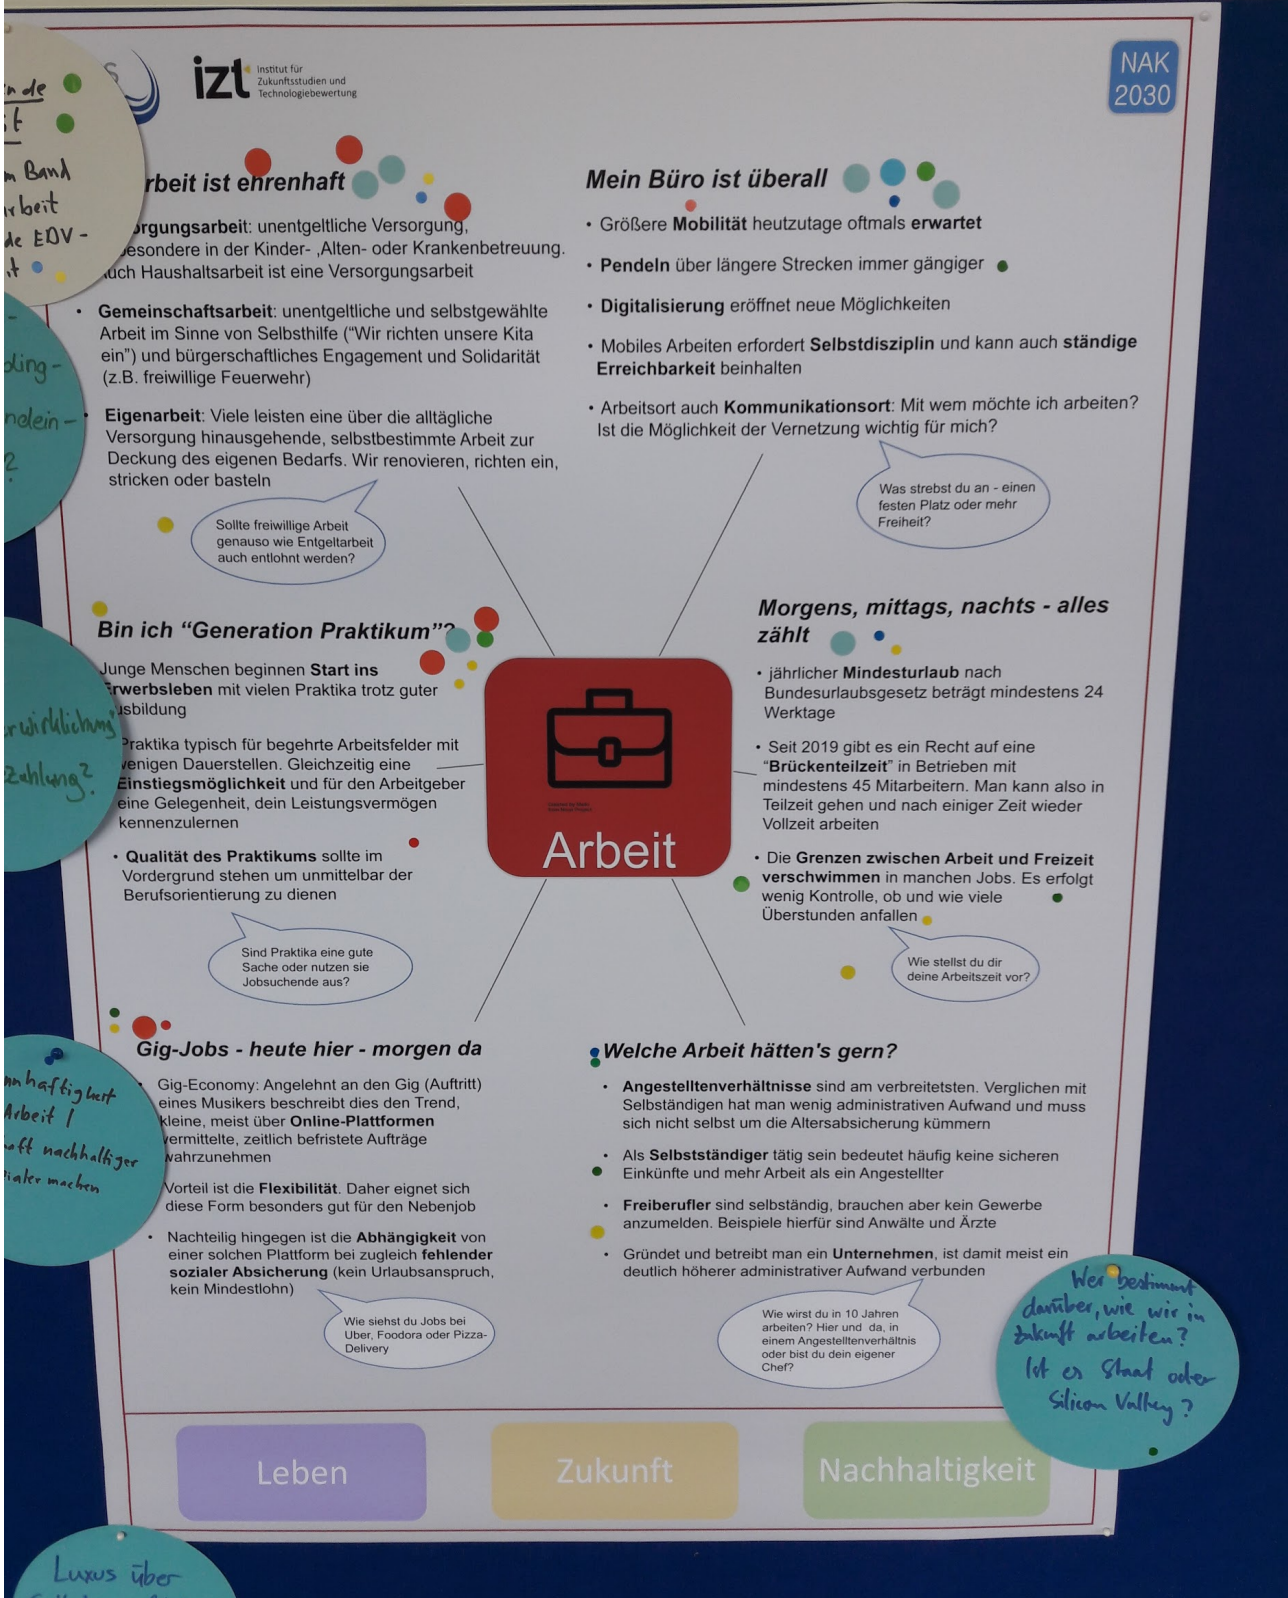 izt
Institut für
Zukunftsstudien und
Technologiebewertung
NAK
2030
rbeit ist ehrenhaft
orgungsarbeit: unentgeltliche Versorgung,
esondere in der Kinder- ,Alten- oder Krankenbetreuung.
uch Haushaltsarbeit ist eine Versorgungsarbeit
• Gemeinschaftsarbeit: unentgeltliche und selbstgewählte
Arbeit im Sinne von Selbsthilfe (“Wir richten unsere Kita
ein”) und bürgerschaftliches Engagement und Solidarität
(z.B. freiwillige Feuerwehr)
• Eigenarbeit: Viele leisten eine über die alltägliche
Versorgung hinausgehende, selbstbestimmte Arbeit zur
Deckung des eigenen Bedarfs. Wir renovieren, richten ein,
stricken oder basteln
Sollte freiwillige Arbeit
genauso wie Entgeltarbeit
auch entlohnt werden?
Mein Büro ist überall
• Größere Mobilität heutzutage oftmals erwartet
• Pendeln über längere Strecken immer gängiger
• Digitalisierung eröffnet neue Möglichkeiten
• Mobiles Arbeiten erfordert Selbstdisziplin und kann auch ständige
Erreichbarkeit beinhalten
• Arbeitsort auch Kommunikationsort: Mit wem möchte ich arbeiten?
Ist die Möglichkeit der Vernetzung wichtig für mich?
Was strebst du an - einen
festen Platz oder mehr
Freiheit?
Bin ich “Generation Praktikum”?
Junge Menschen beginnen Start ins
Erwerbsleben mit vielen Praktika trotz guter
usbildung
Praktika typisch für begehrte Arbeitsfelder mit
wenigen Dauerstellen. Gleichzeitig eine
Einstiegsmöglichkeit und für den Arbeitgeber
eine Gelegenheit, dein Leistungsvermögen
kennenzulernen
• Qualität des Praktikums sollte im
Vordergrund stehen um unmittelbar der
Berufsorientierung zu dienen
Sind Praktika eine gute
Sache oder nutzen sie
Jobsuchende aus?
Arbeit
Morgens, mittags, nachts - alles
zählt
• jährlicher Mindesturlaub nach
Bundesurlaubsgesetz beträgt mindestens 24
Werktage
• Seit 2019 gibt es ein Recht auf eine
“Brückenteilzeit” in Betrieben mit
mindestens 45 Mitarbeitern. Man kann also in
Teilzeit gehen und nach einiger Zeit wieder
Vollzeit arbeiten
• Die Grenzen zwischen Arbeit und Freizeit
verschwimmen in manchen Jobs. Es erfolgt
wenig Kontrolle, ob und wie viele
Überstunden anfallen
Wie stellst du dir
deine Arbeitszeit vor?
Gig-Jobs - heute hier - morgen da
• Gig-Economy: Angelehnt an den Gig (Auftritt)
eines Musikers beschreibt dies den Trend,
kleine, meist über Online-Plattformen
vermittelte, zeitlich befristete Aufträge
wahrzunehmen
Vorteil ist die Flexibilität. Daher eignet sich
diese Form besonders gut für den Nebenjob
• Nachteilig hingegen ist die Abhängigkeit von
einer solchen Plattform bei zugleich fehlender
sozialer Absicherung (kein Urlaubsanspruch,
kein Mindestlohn)
Wie siehst du Jobs bei
Uber, Foodora oder Pizza-
Delivery
Welche Arbeit hätten's gern?
• Angestelltenverhältnisse sind am verbreitetsten. Verglichen mit
Selbständigen hat man wenig administrativen Aufwand und muss
sich nicht selbst um die Altersabsicherung kümmern
• Als Selbstständiger tätig sein bedeutet häufig keine sicheren
Einkünfte und mehr Arbeit als ein Angestellter
• Freiberufler sind selbständig, brauchen aber kein Gewerbe
anzumelden. Beispiele hierfür sind Anwälte und Ärzte
• Gründet und betreibt man ein Unternehmen, ist damit meist ein
deutlich höherer administrativer Aufwand verbunden
Wie wirst du in 10 Jahren
arbeiten? Hier und da, in
einem Angestelltenverhältnis
oder bist du dein eigener
Chef?
Leben
Zukunft
Nachhaltigkeit
nde
st
m Band
rbeit
de EDV-
t
ding-
nelein-
?
rwirklichung
zahlung?
nnhaftigkeit
Arbeit /
aft nachhaltiger
zialer machen
Wer bestimmt
darüber, wie wir in
Zukunft arbeiten?
Ist es Staat oder
Silicon Valley?
Luxus über